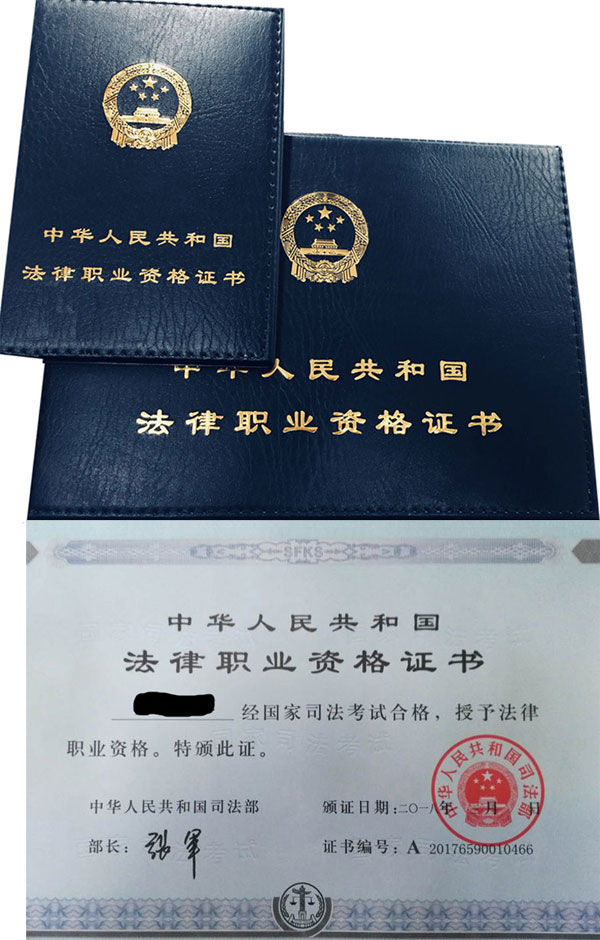 中华人民共和国
法律职业资格证书
中华人民共和国
法律职业资格证书
SFKS
中华人民共和国
法律职业资格证书
经国家司法考试合格，授予法律
职业资格。特颁此证。
中华人民共和国司法部
部长：张军
颁证日期：二〇一八年 一月 日
证书编号：A 20176590010466
中华人民共和国司法部